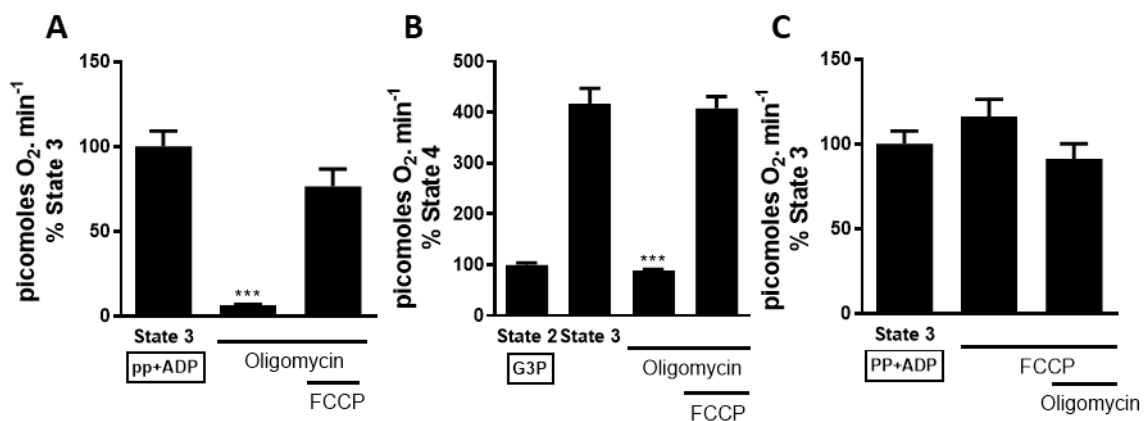 A
picomoles O₂. min⁻¹
% State 3
150
100
50
0
***
State 3
pp+ADP
Oligomycin
FCCP
B
picomoles O₂. min⁻¹
% State 4
500
400
300
200
100
0
***
State 2 State 3
G3P
Oligomycin
FCCP
C
picomoles O₂. min⁻¹
% State 3
150
100
50
0
State 3
PP+ADP
FCCP
Oligomycin